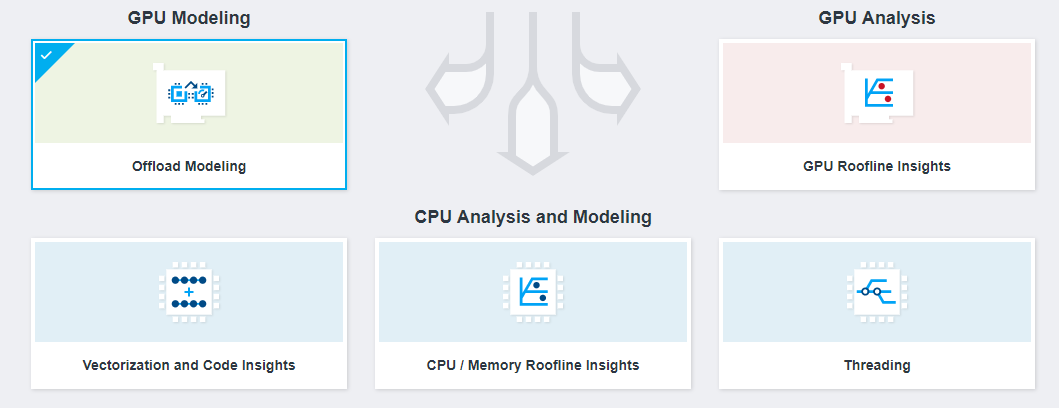 GPU Modeling
GPU Analysis
Offload Modeling
GPU Roofline Insights
CPU Analysis and Modeling
Vectorization and Code Insights
CPU / Memory Roofline Insights
Threading